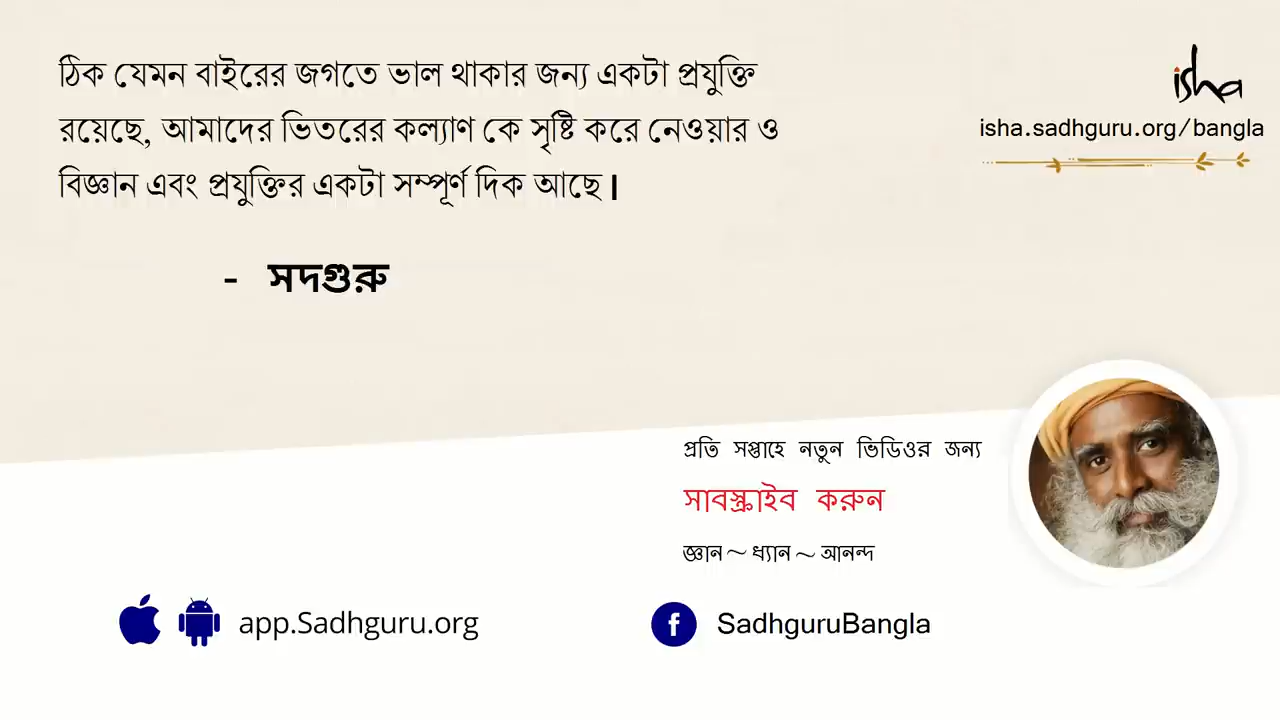 ঠিক যেমন বাইরের জগতে ভাল থাকার জন্য একটা প্রযুক্তি
রয়েছে, আমাদের ভিতরের কল্যাণ কে সৃষ্টি করে নেওয়ার ও
বিজ্ঞান এবং প্রযুক্তির একটা সম্পূর্ণ দিক আছে।
- সদগুরু
isha
isha.sadhguru.org/bangla
প্রতি সপ্তাহে নতুন ভিডিওর জন্য
সাবস্ক্রাইব করুন
জ্ঞান ~ ধ্যান ~ আনন্দ
app.Sadhguru.org
f SadhguruBangla